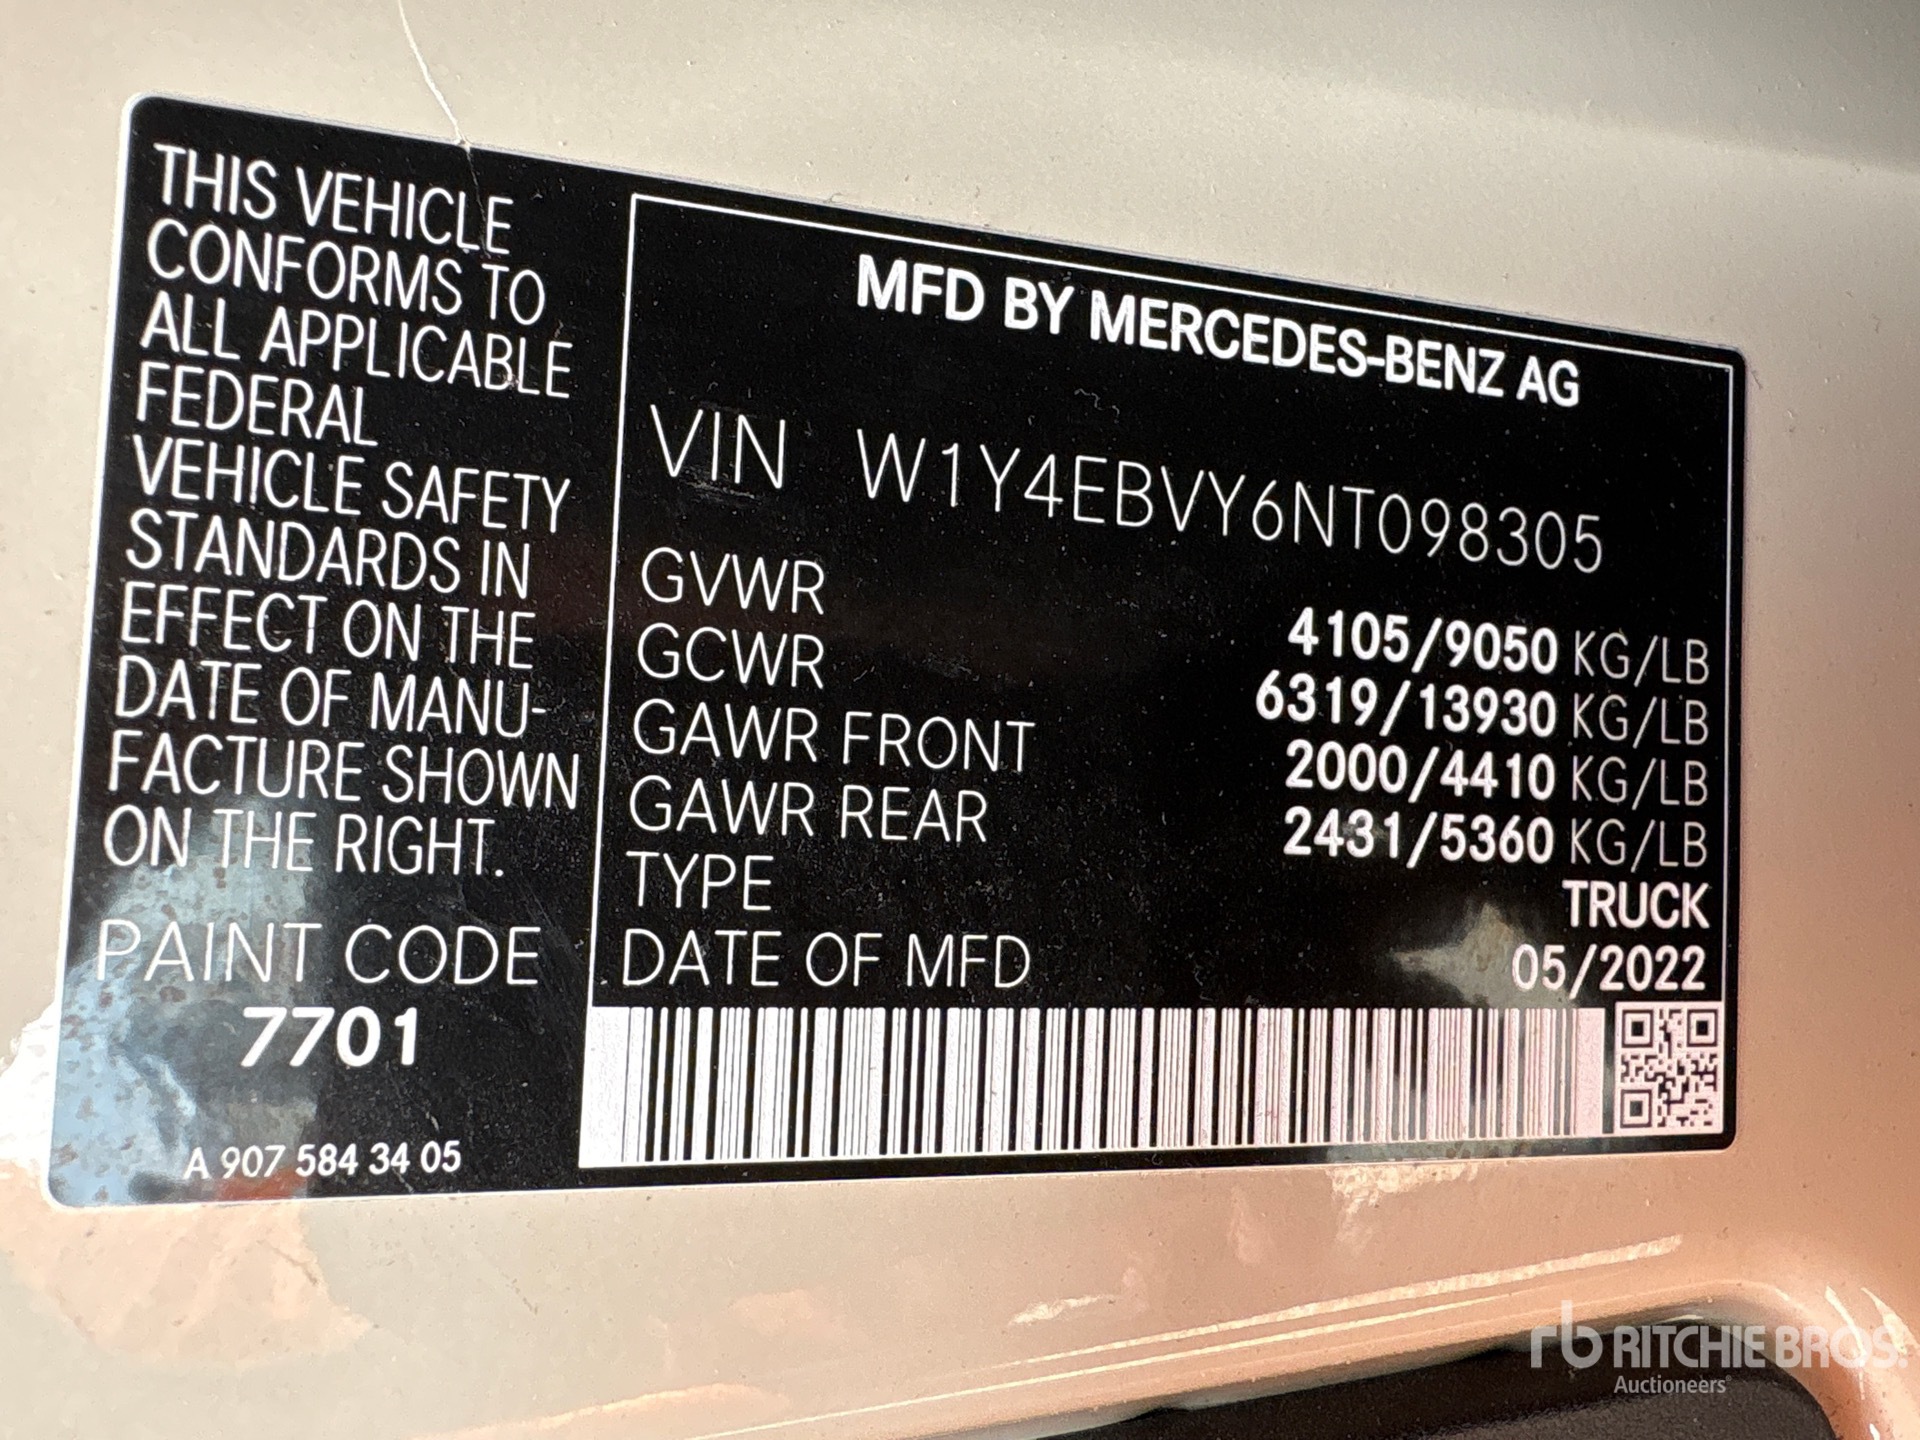 THIS VEHICLE
CONFORMS TO
ALL APPLICABLE
FEDERAL
VEHICLE SAFETY
STANDARDS IN
EFFECT ON THE
DATE OF MANU-
FACTURE SHOWN
ON THE RIGHT.
PAINT CODE
7701
A 907 584 34 05
MFD BY MERCEDES-BENZ AG
VIN W1Y4EBVY6NT098305
GVWR 4105/9050 KG/LB
GCWR 6319/13930 KG/LB
GAWR FRONT 2000/4410 KG/LB
GAWR REAR 2431/5360 KG/LB
TYPE TRUCK
DATE OF MFD 05/2022
rb RITCHIE BROS.
Auctioneers